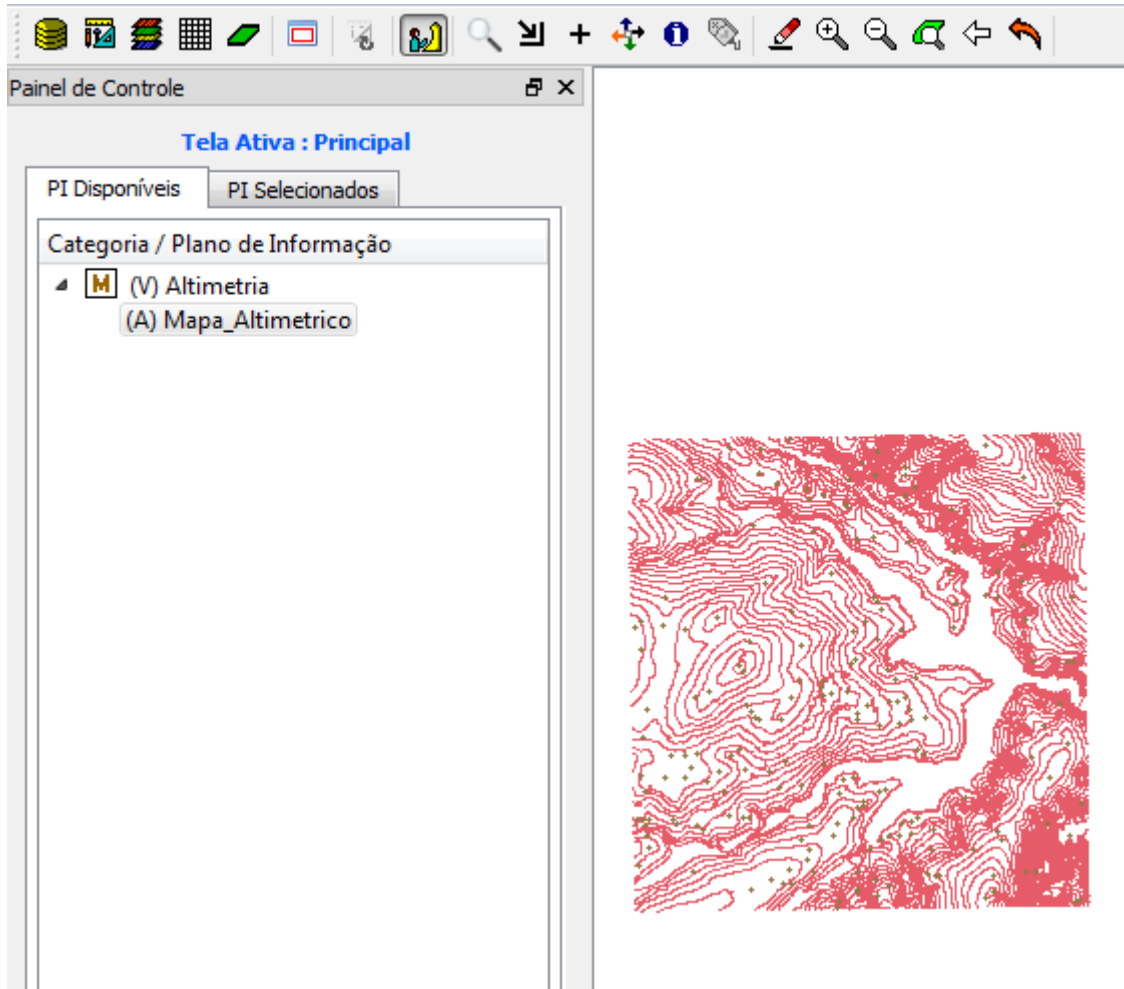 Painel de Controle
Tela Ativa : Principal
PI Disponíveis
PI Selecionados
Categoria / Plano de Informação
M (V) Altimetria
(A) Mapa_Altimetrico